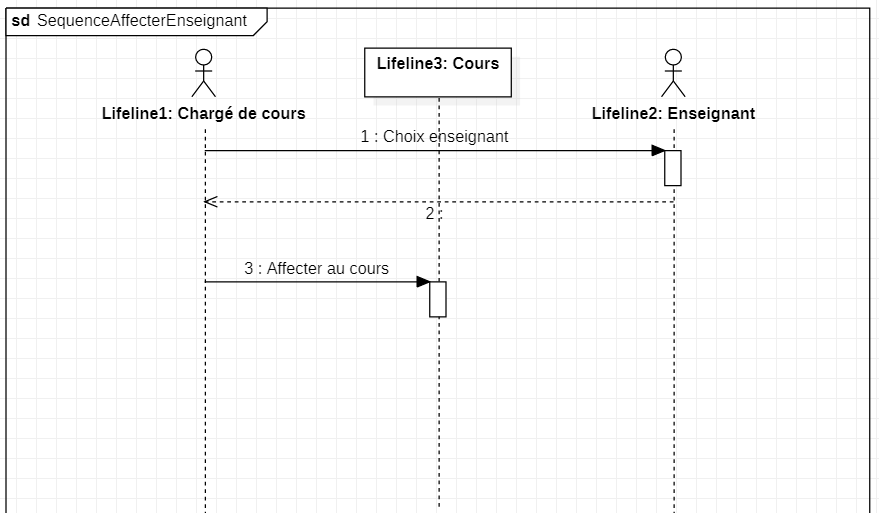 sd SequenceAffecterEnseignant
Lifeline3: Cours
Lifeline1: Chargé de cours
Lifeline2: Enseignant
1 : Choix enseignant
2 :
3 : Affecter au cours